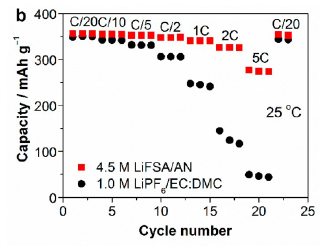 b
C/20 C/10 C/5 C/2 1C 2C 5C C/20
400
300
200
100
0
Capacity / mAh g⁻¹
25 °C
4.5 M LiFSA/AN
1.0 M LiPF₆/EC:DMC
0 5 10 15 20 25
Cycle number